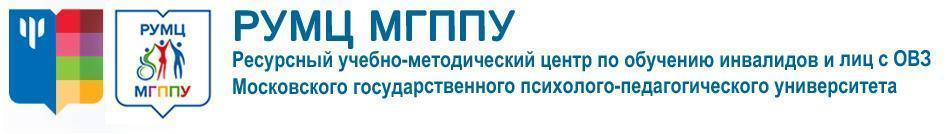 РУМЦ
МГППУ
РУМЦ МГППУ
Ресурсный учебно-методический центр по обучению инвалидов и лиц с ОВЗ
Московского государственного психолого-педагогического университета